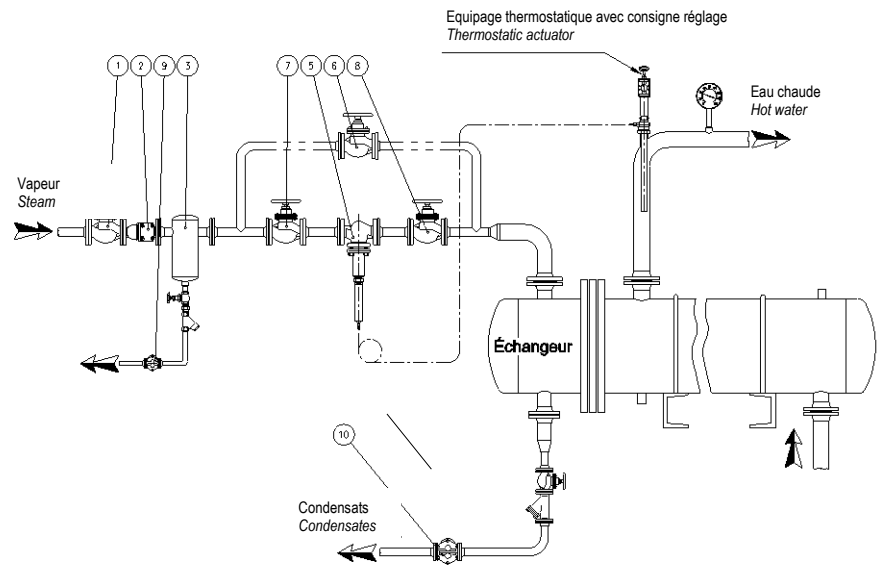 Equipage thermostatique avec consigne réglage
Thermostatic actuator
1 2 9 3 7 5 6 8
Eau chaude
Hot water
Vapeur
Steam
Échangeur
10
Condensats
Condensates